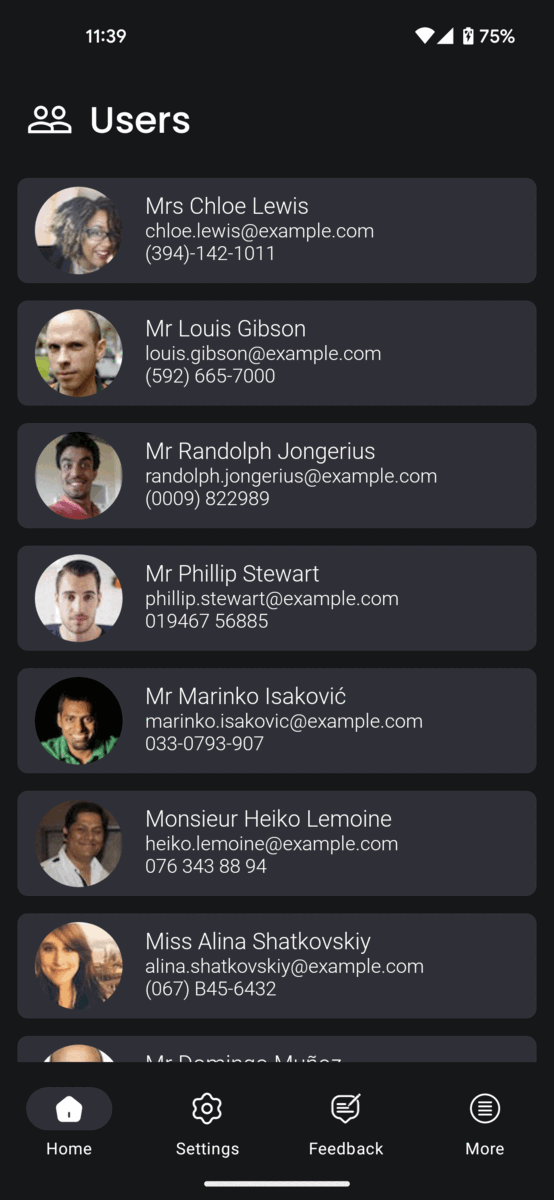 11:39
75%
Users
Mrs Chloe Lewis
chloe.lewis@example.com
(394)-142-1011
Mr Louis Gibson
louis.gibson@example.com
(592) 665-7000
Mr Randolph Jongerius
randolph.jongerius@example.com
(0009) 822989
Mr Phillip Stewart
phillip.stewart@example.com
019467 56885
Mr Marinko Isaković
marinko.isakovic@example.com
033-0793-907
Monsieur Heiko Lemoine
heiko.lemoine@example.com
076 343 88 94
Miss Alina Shatkovskiy
alina.shatkovskiy@example.com
(067) B45-6432
Mr Domingo Muñoz
Home
Settings
Feedback
More